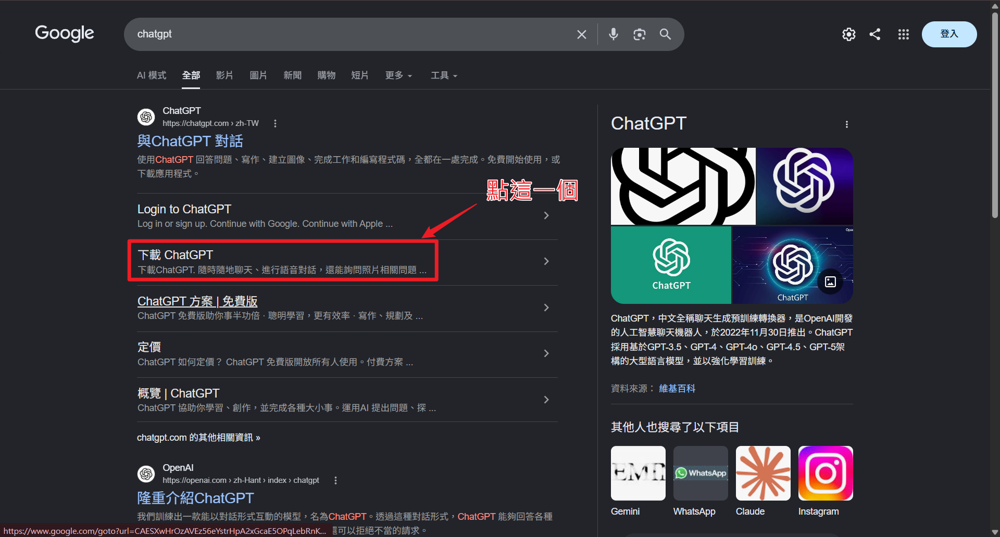 Google
chatgpt
登入
AI 模式
全部
影片
圖片
新聞
購物
短片
更多
工具
ChatGPT
https://chatgpt.com › zh-TW
與ChatGPT 對話
使用ChatGPT 回答問題、寫作、建立圖像、完成工作和編寫程式碼，全都在一處完成。免費開始使用，或
下載應用程式。
點這一個
Login to ChatGPT
Log in or sign up. Continue with Google. Continue with Apple ...
下載 ChatGPT
下載ChatGPT. 隨時隨地聊天、進行語音對話，還能詢問照片相關問題 ...
ChatGPT 方案 | 免費版
ChatGPT 免費版助你事半功倍 · 聰明學習，更有效率 · 寫作、規劃及 ...
定價
ChatGPT 如何定價？ ChatGPT 免費版開放所有人使用。付費方案 ...
概覽 | ChatGPT
ChatGPT 協助你學習、創作，並完成各種大小事。運用AI 提出問題、探 ...
chatgpt.com 的其他相關資訊 »
OpenAI
https://openai.com › zh-Hant › index › chatgpt
隆重介紹ChatGPT
我們訓練出一款能以對話形式互動的模型，名為ChatGPT。透過這種對話形式，ChatGPT 能夠回答各種
還可以拒絕不當的請求。
https://www.google.com/goto?url=CAESXwHrOzAVEz56eYstrHpA2xGcaE5OPqLebRnK...
ChatGPT
ChatGPT
Ope
ChatGPT
ChatGPT，中文全稱聊天生成預訓練轉換器，是OpenAI開發
的人工智慧聊天機器人，於2022年11月30日推出。ChatGPT
採用基於GPT-3.5、GPT-4、GPT-4o、GPT-4.5、GPT-5架
構的大型語言模型，並以強化學習訓練。
資料來源： 維基百科
其他人也搜尋了以下項目
EMI
WhatsApp
Gemini
WhatsApp
Claude
Instagram